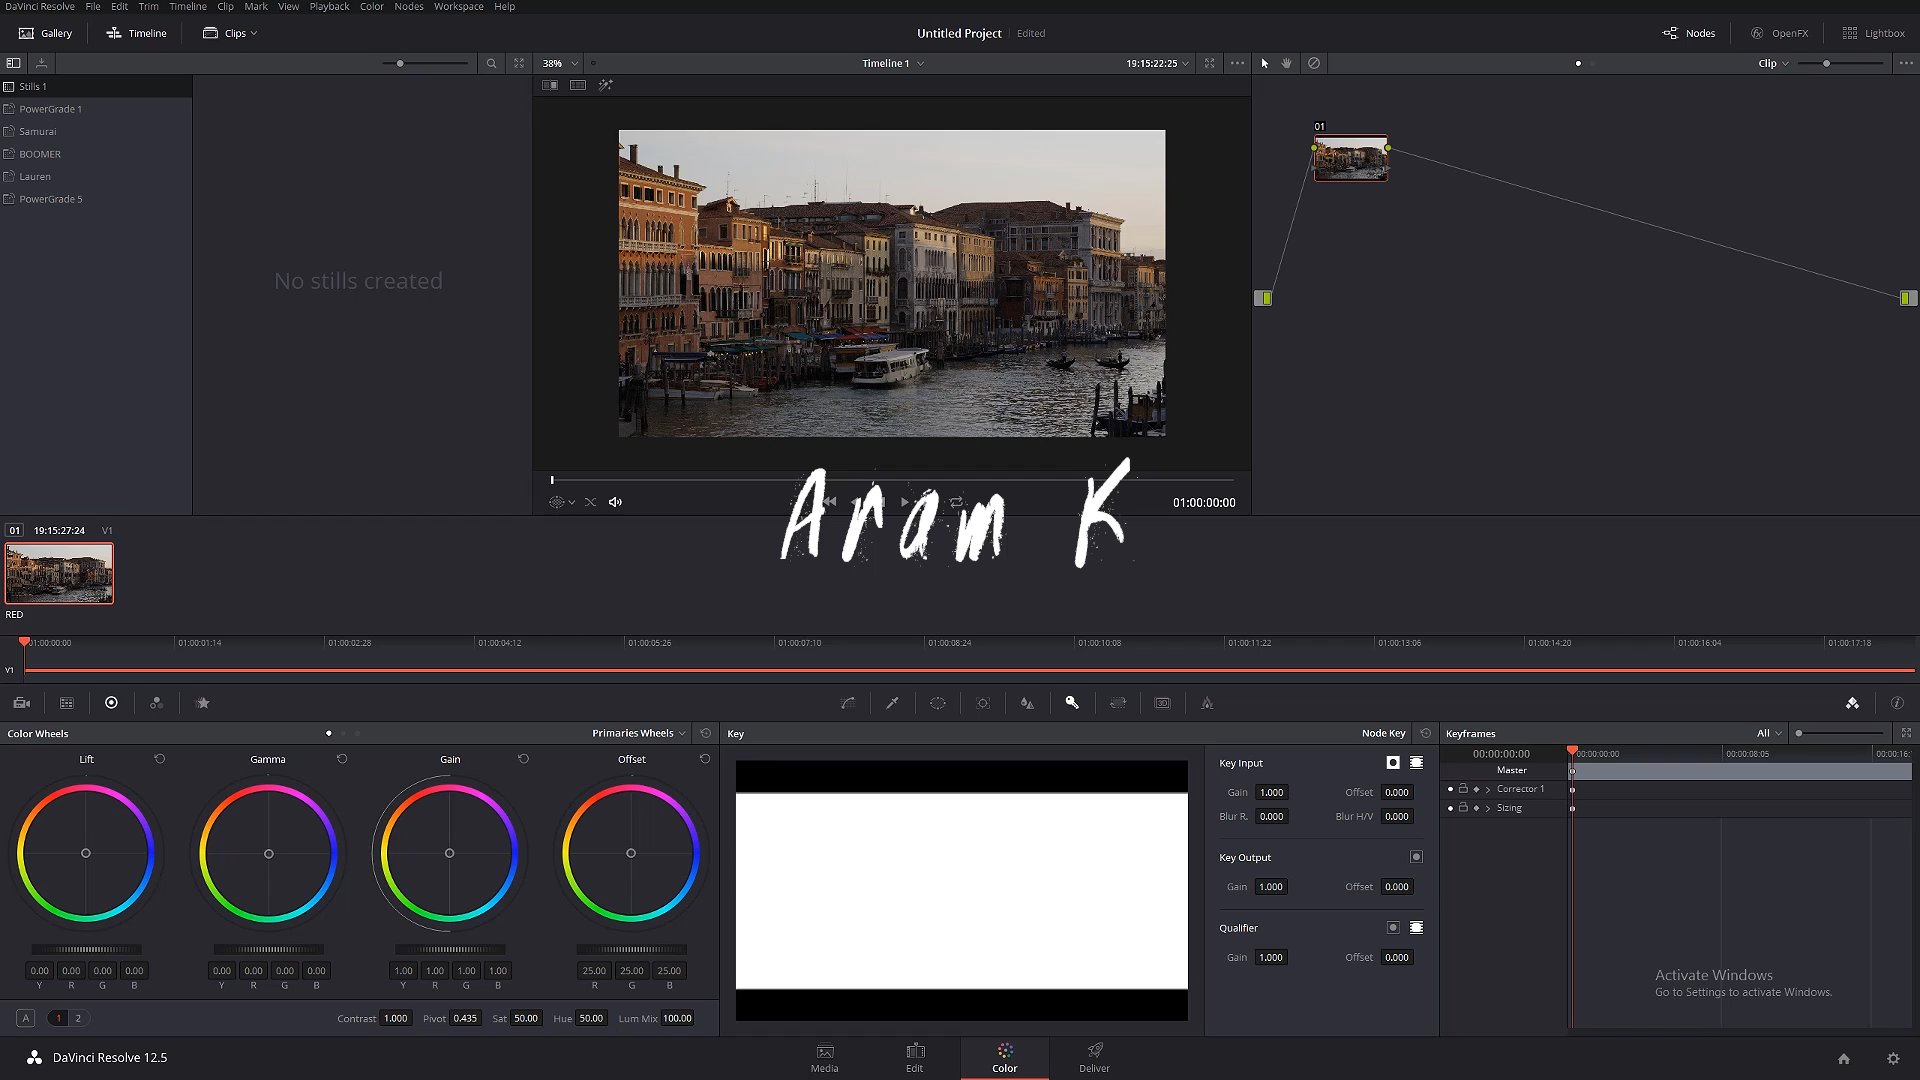 DaVinci Resolve File Edit Trim Timeline Clip Mark View Playback Color Nodes Workspace Help
Gallery Timeline Clips Untitled Project Edited Nodes OpenFX Lightbox
38% Timeline 1 19:15:22:25 Clip
Stills 1
PowerGrade 1
Samurai
BOOMER
Lauren
PowerGrade 5
No stills created
01
01:00:00:00
Aram K
01 19:15:27:24 V1
RED
01:00:00:00 01:00:01:14 01:00:02:28 01:00:04:12 01:00:05:26 01:00:07:10 01:00:08:24 01:00:10:08 01:00:11:22 01:00:13:06 01:00:14:20 01:00:16:04 01:00:17:18
V1
Color Wheels Primaries Wheels Key Node Key Keyframes All
Lift Gamma Gain Offset
Key Input
Gain 1.000 Offset 0.000
Blur R. 0.000 Blur H/V 0.000
Key Output
Gain 1.000 Offset 0.000
Qualifier
Gain 1.000 Offset 0.000
00:00:00:00 00:00:00:00 00:00:08:05 00:00:16:
Master
Corrector 1
Sizing
0.00 0.00 0.00 0.00 0.00 0.00 0.00 0.00 1.00 1.00 1.00 1.00 25.00 25.00 25.00
Y R G B Y R G B Y R G B R G B
A 1 2 Contrast 1.000 Pivot 0.435 Sat 50.00 Hue 50.00 Lum Mix 100.00
Activate Windows
Go to Settings to activate Windows.
DaVinci Resolve 12.5 Media Edit Color Deliver